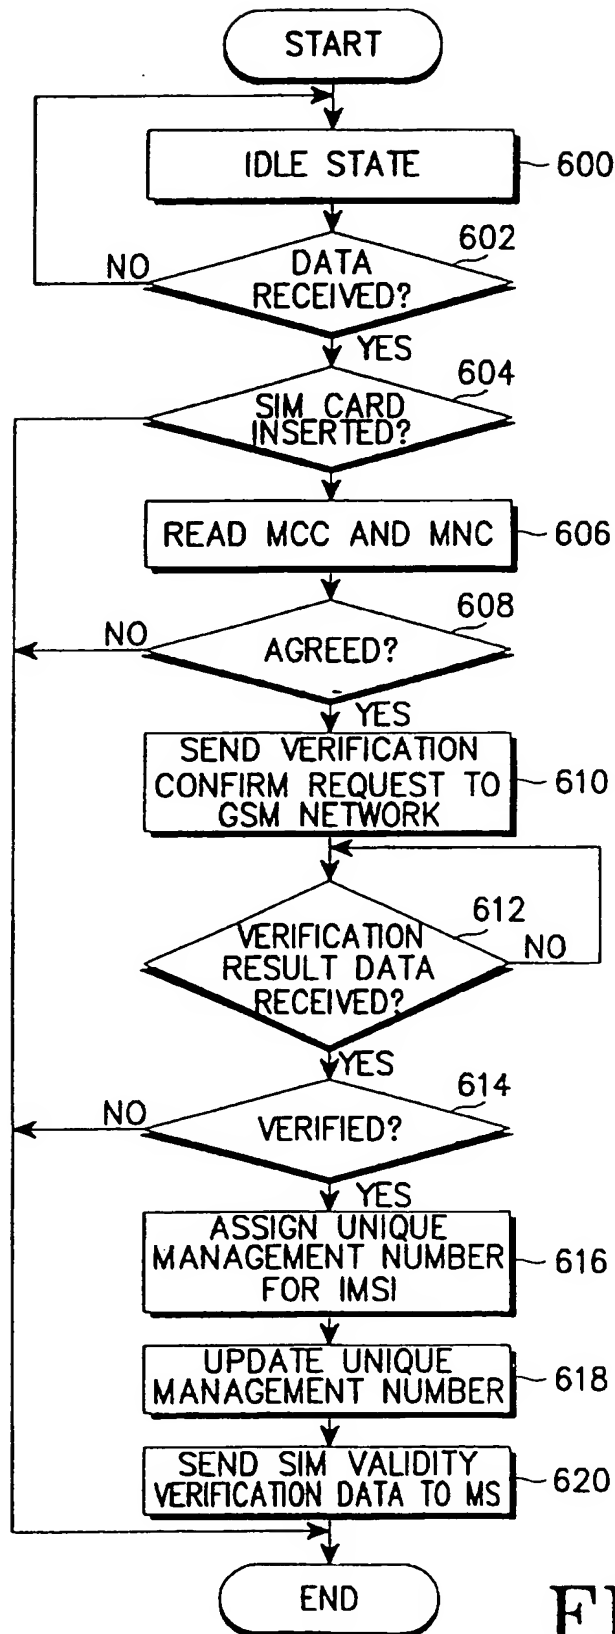 START
IDLE STATE
600
602
NO
DATA
RECEIVED?
YES
604
SIM CARD
INSERTED?
READ MCC AND MNC
606
608
NO
AGREED?
YES
SEND VERIFICATION
CONFIRM REQUEST TO
GSM NETWORK
610
612
VERIFICATION
RESULT DATA
RECEIVED?
NO
YES
614
NO
VERIFIED?
YES
ASSIGN UNIQUE
MANAGEMENT NUMBER
FOR IMSI
616
UPDATE UNIQUE
MANAGEMENT NUMBER
618
SEND SIM VALIDITY
VERIFICATION DATA TO MS
620
END